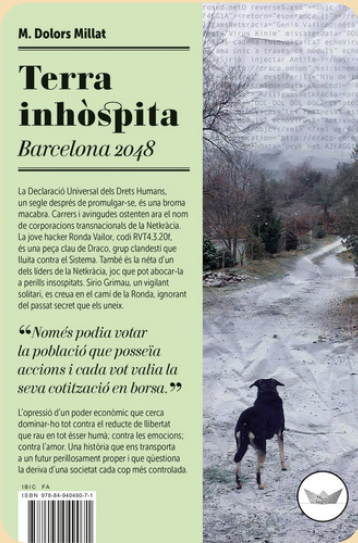 M. Dolors Millat
Terra
inhòspita
Barcelona 2048
La Declaració Universal dels Drets Humans,
un segle després de promulgar-se, és una broma
macabra. Carrers i avingudes ostenten ara el nom
de corporacions transnacionals de la Netkràcia.
La jove hacker Ronda Vailor, codi RVT4.3.20f,
és una peça clau de Draco, grup clandestí que
lluita contra el Sistema. També és la néta d'un
dels líders de la Netkràcia, joc que pot abocar-la
a perills insospitats. Sirio Grimau, un vigilant
solitari, es creua en el camí de la Ronda, ignorant
del passat secret que els uneix.
“Només podia votar
la població que posseïa
accions i cada vot valia la
seva cotització en borsa.”
L'opressió d'un poder econòmic que cerca
dominar-ho tot contra el reducte de llibertat
que rau en tot ésser humà; contra les emocions;
contra l'amor. Una història que ens transporta
a un futur perillosament proper i que qüestiona
la deriva d'una societat cada cop més controlada.
IBIC FA
ISBN 978-84-940490-7-1